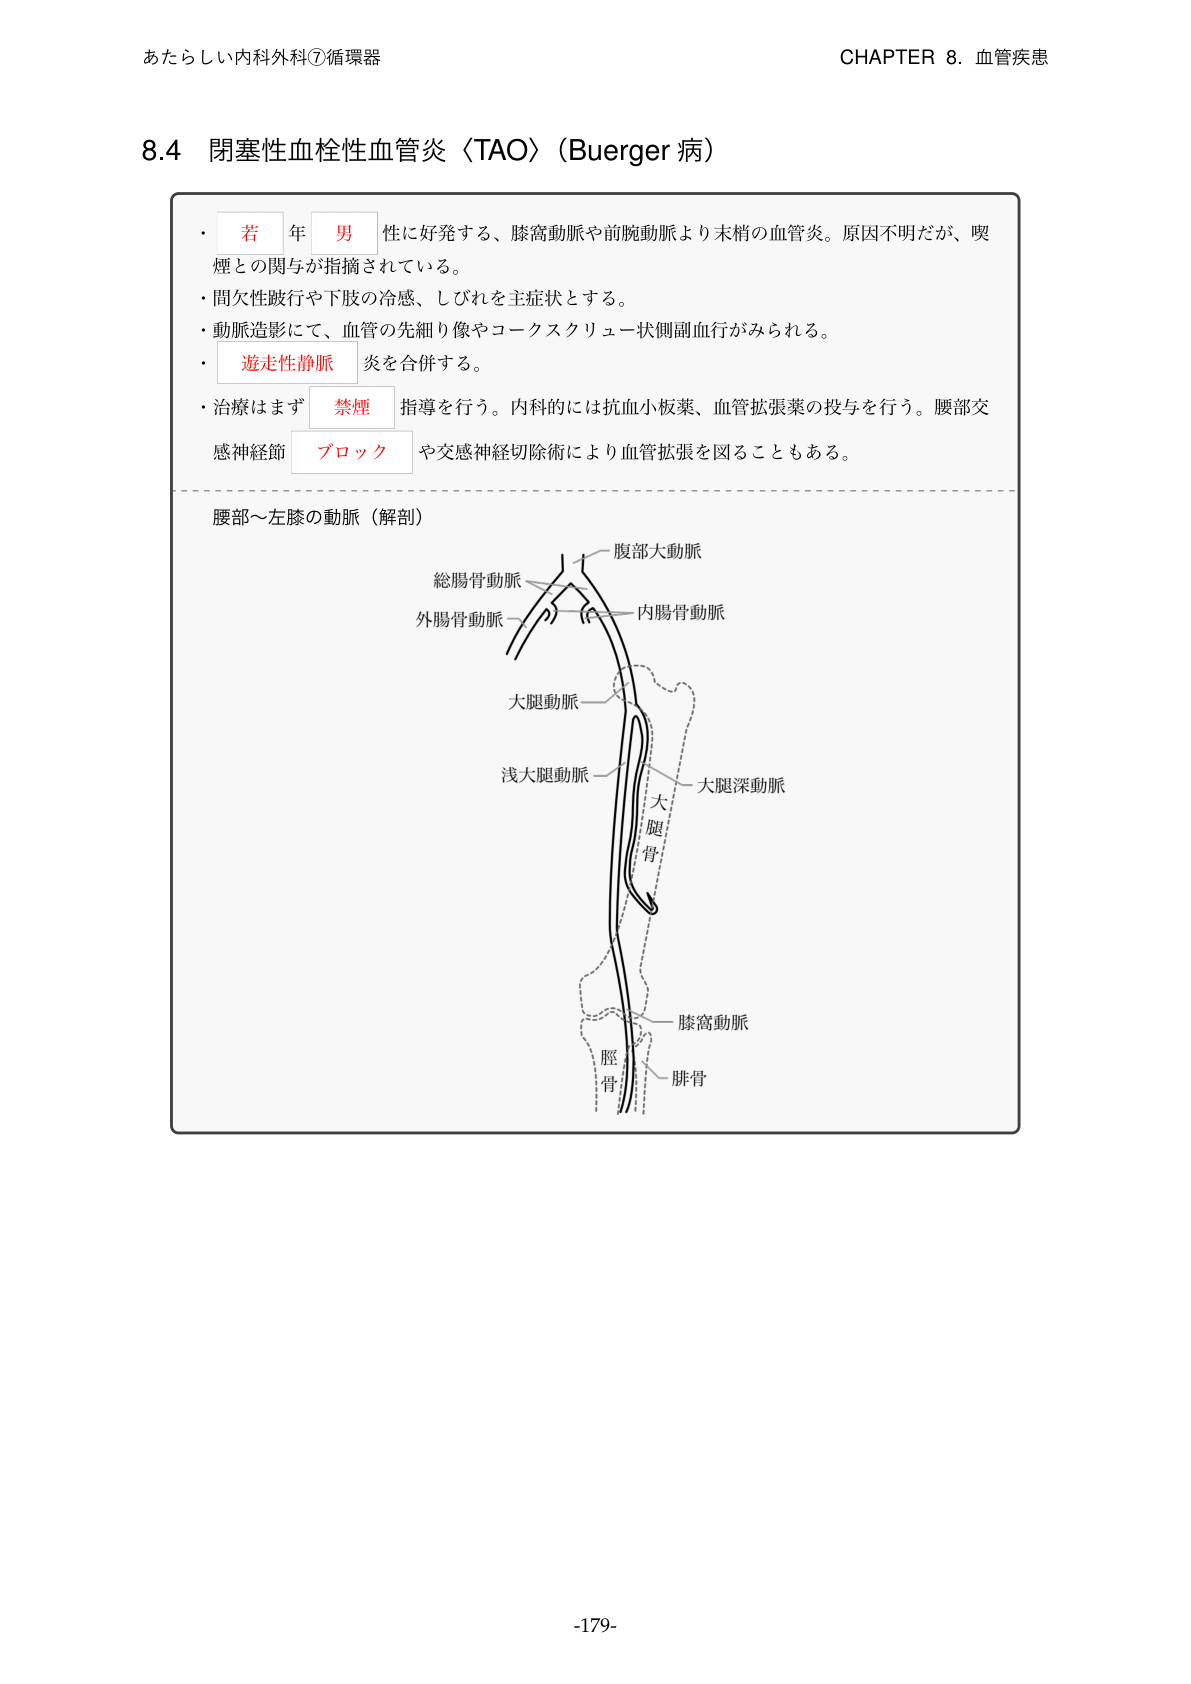 あたらしい内科外科⑦循環器
CHAPTER 8. 血管疾患
8.4 閉塞性血栓性血管炎〈TAO〉（Buerger 病）
・ 若 年 男 性に好発する、膝窩動脈や前腕動脈より末梢の血管炎。原因不明だが、喫
煙との関与が指摘されている。
・間欠性跛行や下肢の冷感、しびれを主症状とする。
・動脈造影にて、血管の先細り像やコークスクリュー状側副血行がみられる。
・ 遊走性静脈 炎を合併する。
・治療はまず 禁煙 指導を行う。内科的には抗血小板薬、血管拡張薬の投与を行う。腰部交
感神経節 ブロック や交感神経切除術により血管拡張を図ることもある。
腰部〜左膝の動脈（解剖）
腹部大動脈
総腸骨動脈
外腸骨動脈
内腸骨動脈
大腿動脈
浅大腿動脈
大腿深動脈
大
腿
骨
膝窩動脈
脛
骨
腓骨
-179-